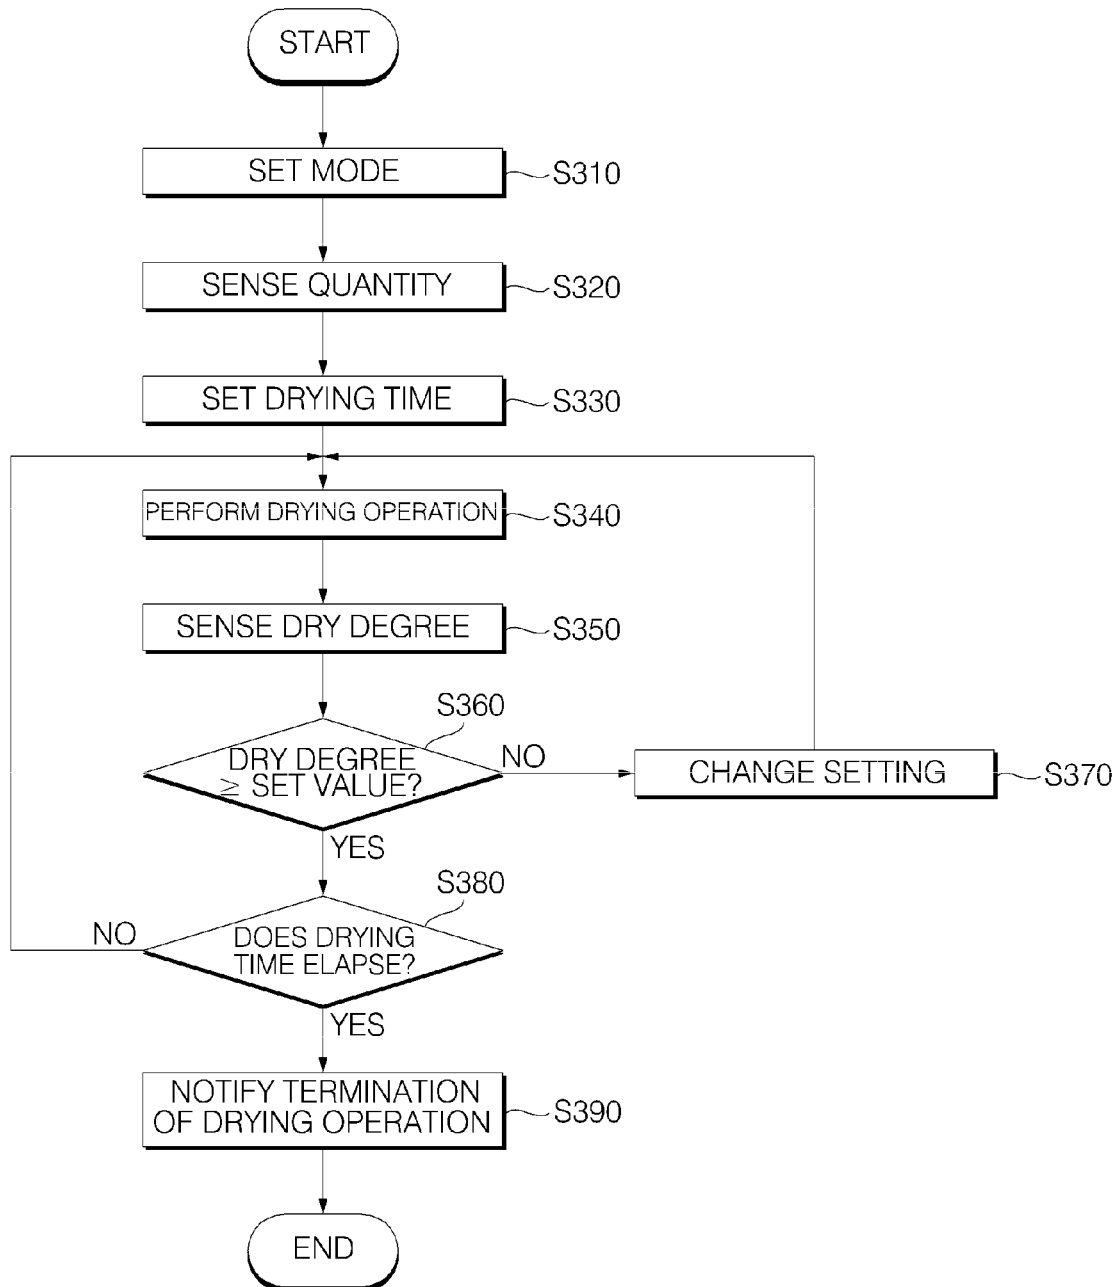 START
SET MODE
S310
SENSE QUANTITY
S320
SET DRYING TIME
S330
PERFORM DRYING OPERATION
S340
SENSE DRY DEGREE
S350
S360
DRY DEGREE
≥ SET VALUE?
NO
CHANGE SETTING
S370
YES
S380
NO
DOES DRYING
TIME ELAPSE?
YES
NOTIFY TERMINATION
OF DRYING OPERATION
S390
END